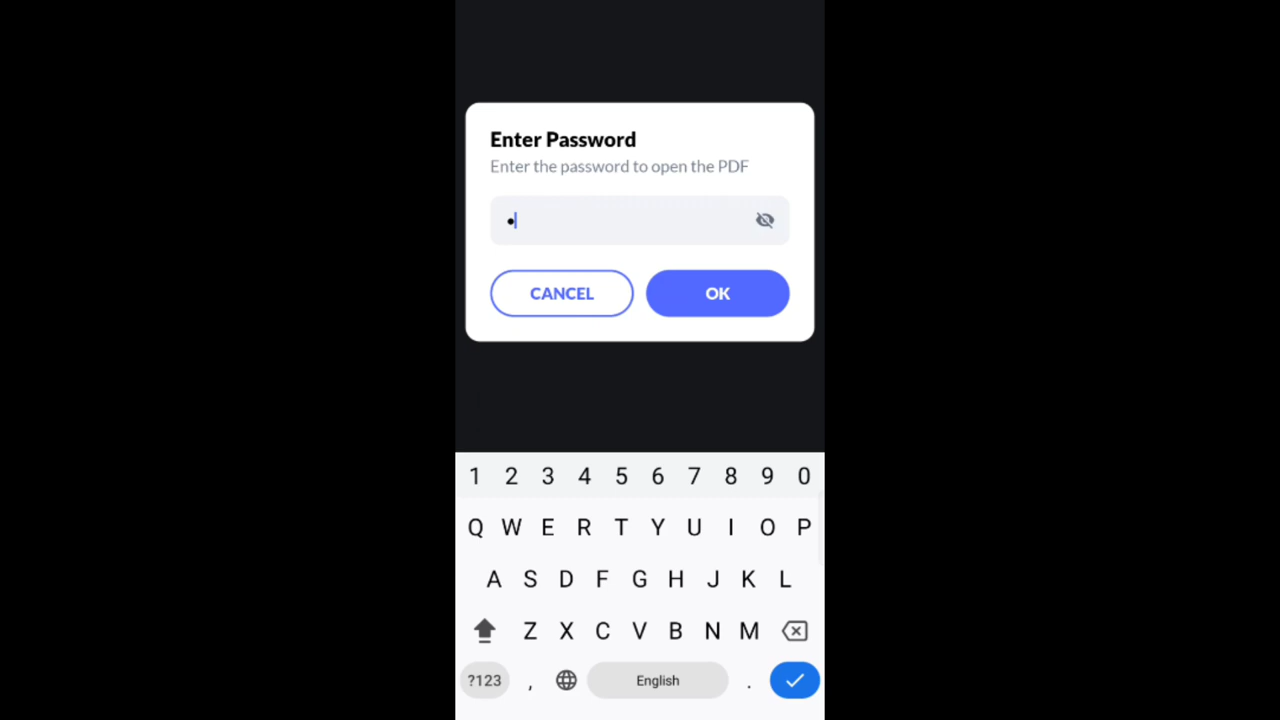 Enter Password
Enter the password to open the PDF
•
CANCEL OK
1 2 3 4 5 6 7 8 9 0
Q W E R T Y U I O P
A S D F G H J K L
Z X C V B N M
?123 , English .